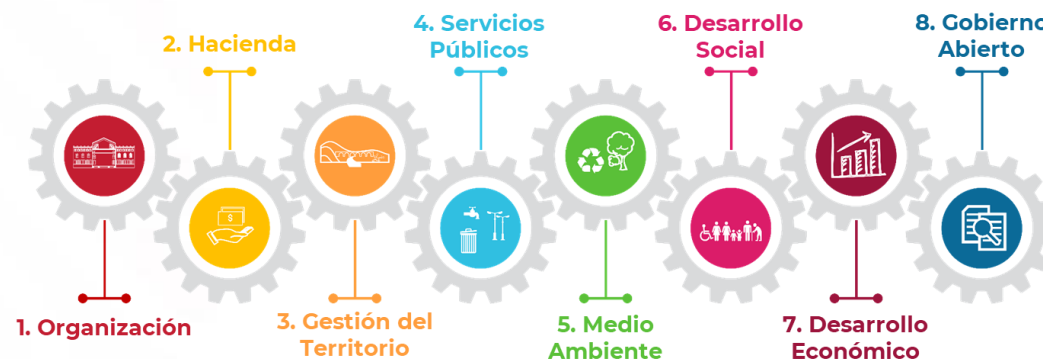 1. Organización
2. Hacienda
3. Gestión del
Territorio
4. Servicios
Públicos
5. Medio
Ambiente
6. Desarrollo
Social
7. Desarrollo
Económico
8. Gobierno
Abierto
$